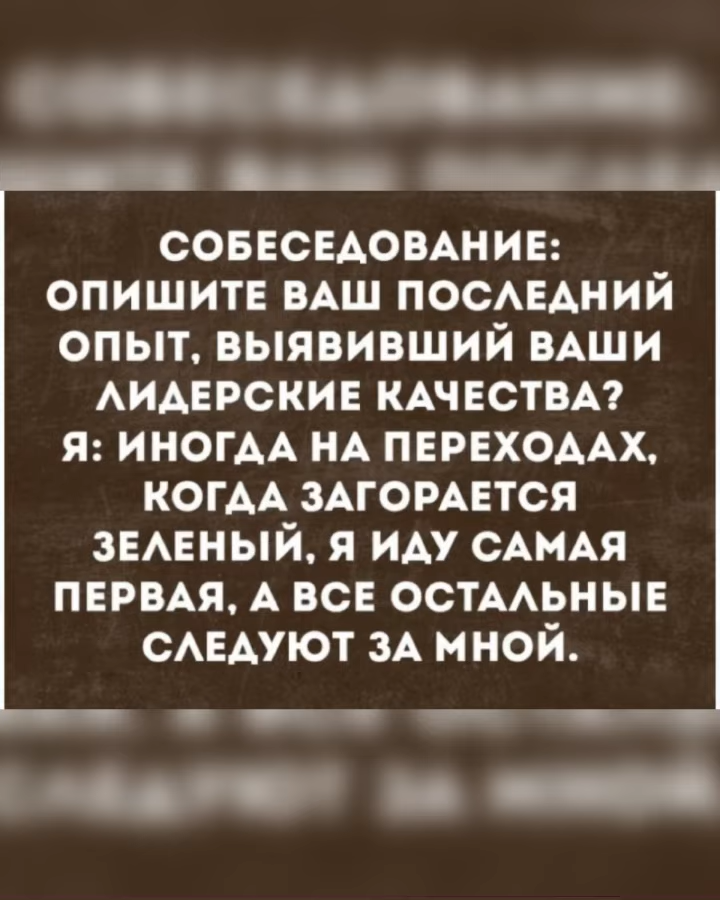 СОБЕСЕДОВАНИЕ:
ОПИШИТЕ ВАШ ПОСЛЕДНИЙ
ОПЫТ, ВЫЯВИВШИЙ ВАШИ
ЛИДЕРСКИЕ КАЧЕСТВА?
Я: ИНОГДА НА ПЕРЕХОДАХ,
КОГДА ЗАГОРАЕТСЯ
ЗЕЛЕНЫЙ, Я ИДУ САМАЯ
ПЕРВАЯ, А ВСЕ ОСТАЛЬНЫЕ
СЛЕДУЮТ ЗА МНОЙ.